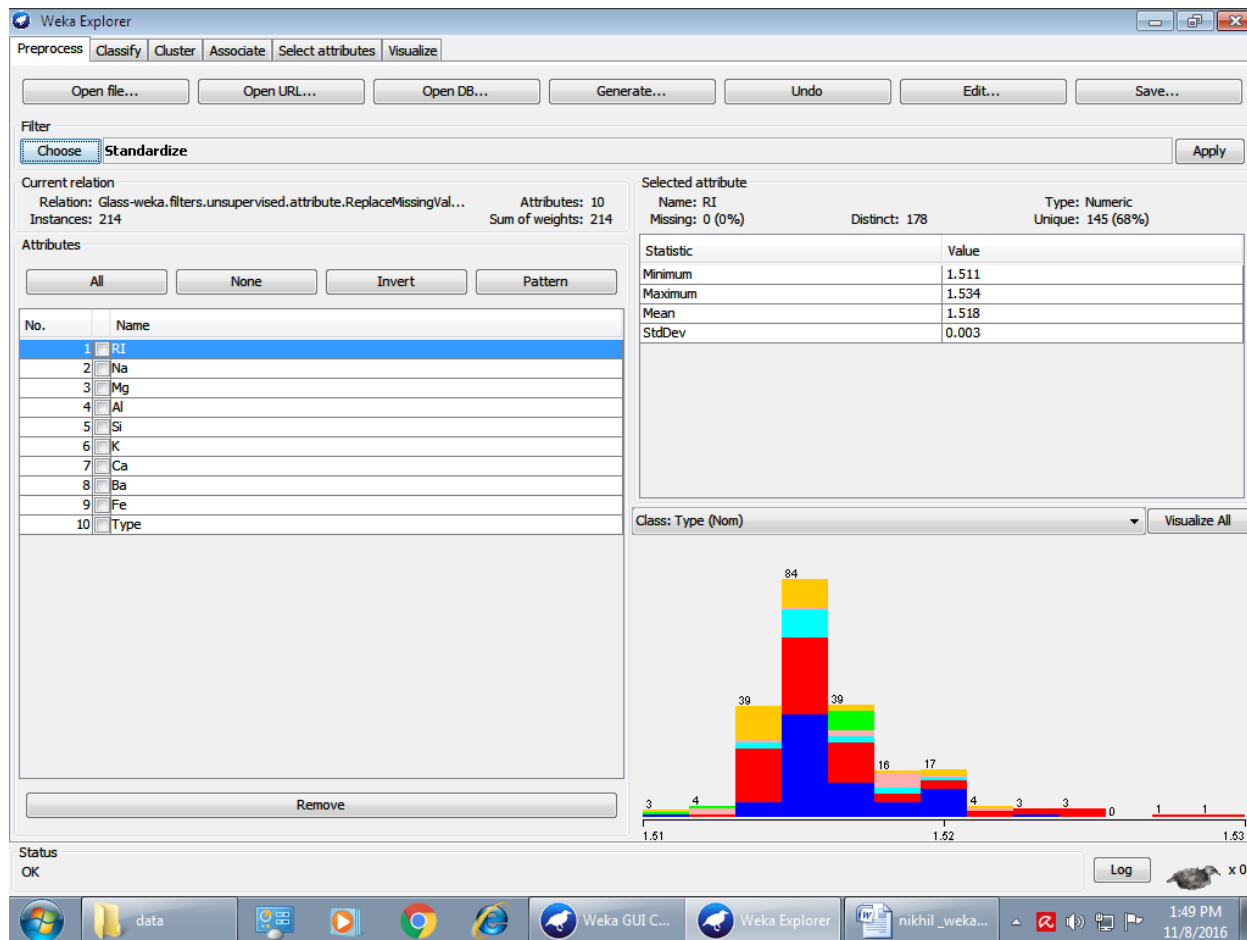 Weka Explorer
Preprocess Classify Cluster Associate Select attributes Visualize
Open file... Open URL... Open DB... Generate... Undo Edit... Save...
Filter
Choose Standardize Apply
Current relation
Relation: Glass-weka.filters.unsupervised.attribute.ReplaceMissingVal... Attributes: 10
Instances: 214 Sum of weights: 214
Attributes
All None Invert Pattern
No. Name
1 RI
2 Na
3 Mg
4 Al
5 Si
6 K
7 Ca
8 Ba
9 Fe
10 Type
Remove
Selected attribute
Name: RI Type: Numeric
Missing: 0 (0%) Distinct: 178 Unique: 145 (68%)
Statistic Value
Minimum 1.511
Maximum 1.534
Mean 1.518
StdDev 0.003
Class: Type (Nom) Visualize All
84
39 39
16 17
3 4 4 3 3 0 1 1
1.51 1.52 1.53
Status
OK Log x 0
data Weka GUI C... Weka Explorer nikhil _weka... 1:49 PM
11/8/2016